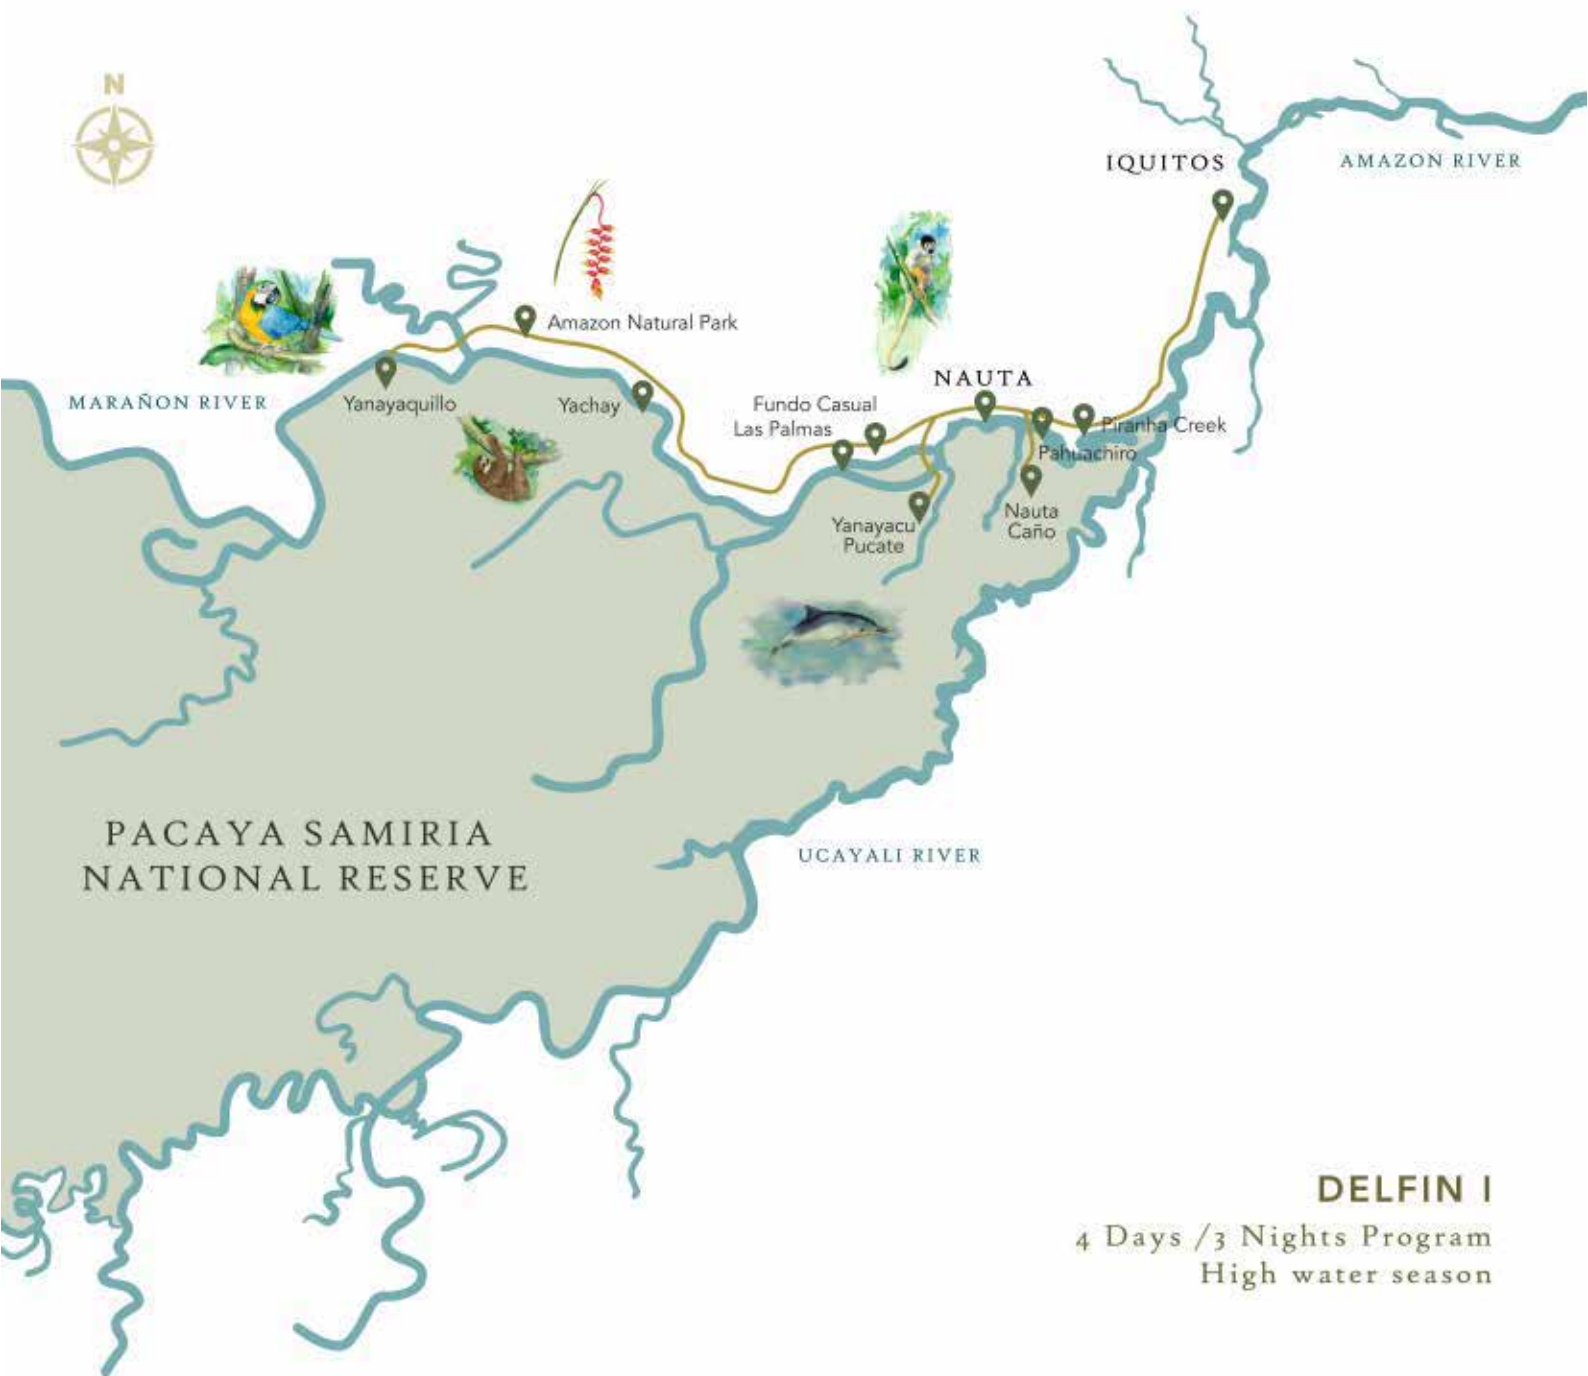 N
IQUITOS
AMAZON RIVER
Amazon Natural Park
NAUTA
MARAÑON RIVER
Yanayaquillo
Yachay
Fundo Casual
Las Palmas
Piranha Creek
Pahuachiro
Yanayacu
Pucate
Nauta
Caño
PACAYA SAMIRIA
NATIONAL RESERVE
UCAYALI RIVER
DELFIN I
4 Days /3 Nights Program
High water season